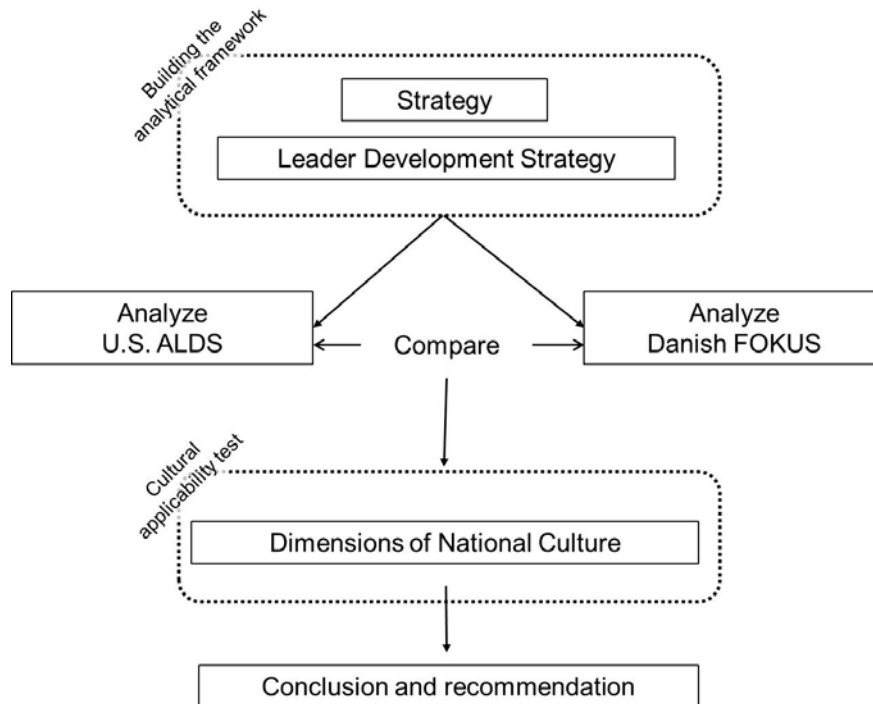 Building the
analytical framework
Strategy
Leader Development Strategy
Analyze
U.S. ALDS
Compare
Analyze
Danish FOKUS
Cultural
applicability test
Dimensions of National Culture
Conclusion and recommendation